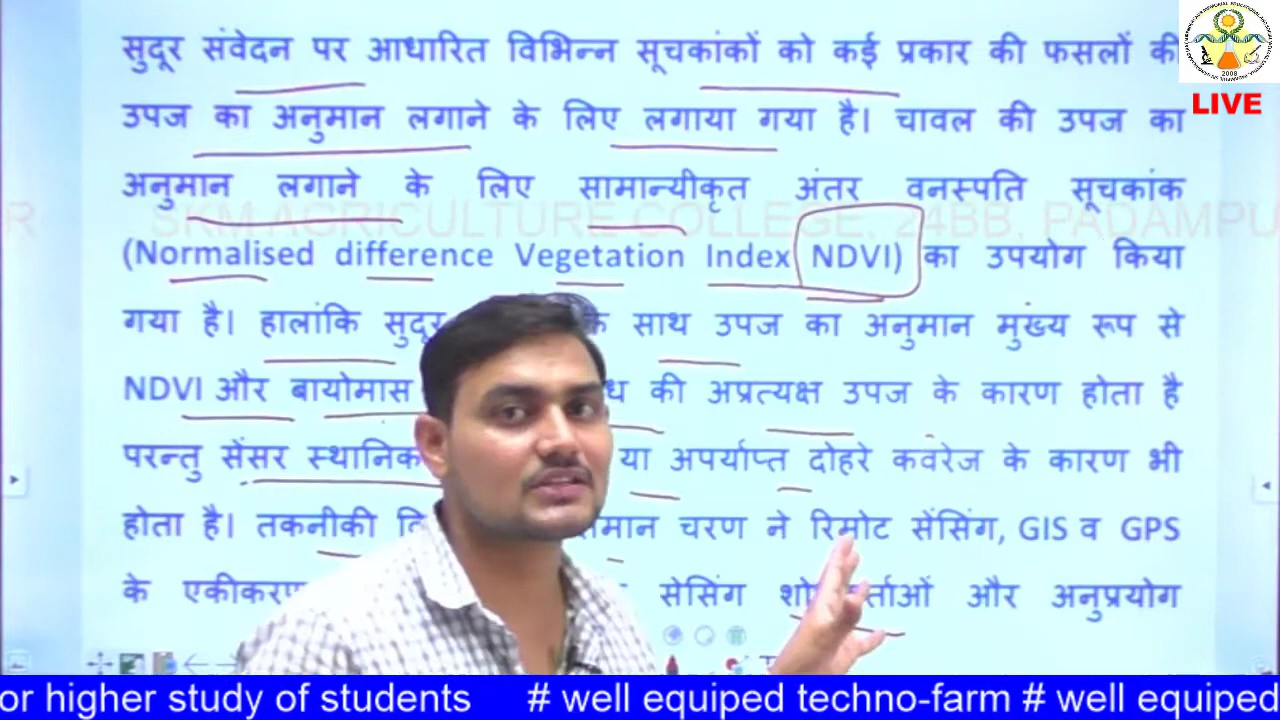 सुदूर संवेदन पर आधारित विभिन्न सूचकांकों को कई प्रकार की फसलों की
उपज का अनुमान लगाने के लिए लगाया गया है। चावल की उपज का
अनुमान लगाने के लिए सामान्यीकृत अंतर वनस्पति सूचकांक
(Normalised difference Vegetation Index NDVI) का उपयोग किया
गया है। हालांकि सुदूर के साथ उपज का अनुमान मुख्य रूप से
NDVI और बायोमास की अप्रत्यक्ष उपज के कारण होता है
परन्तु सेंसर स्थानिक या अपर्याप्त दोहरे कवरेज के कारण भी
होता है। तकनीकी चरण ने रिमोट सेंसिंग, GIS व GPS
के सेसिंग और अनुप्रयोग
SKM AGRICULTURE COLLEGE, 24BB, PADAMPU
2008
LIVE
or higher study of students # well equiped techno-farm # well equiped